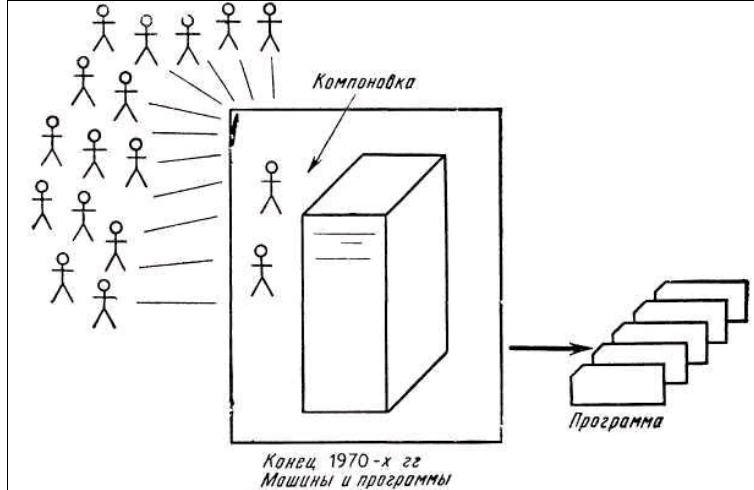 Компоновка
Программа
Конец 1970-х гг
Машины и программы